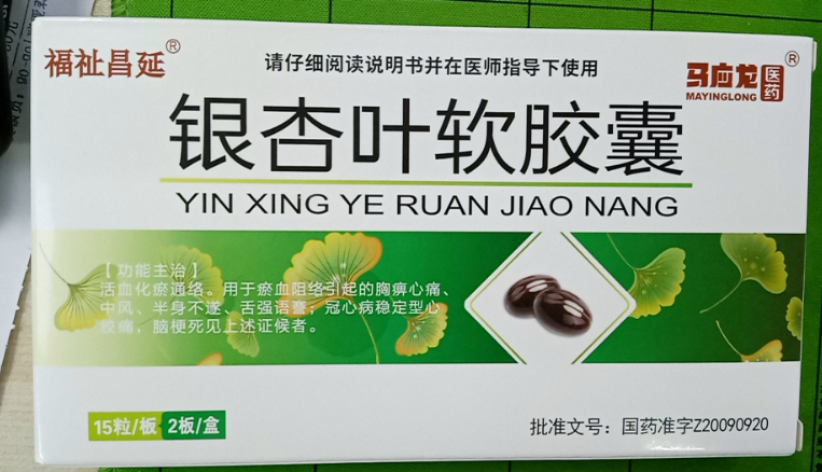 福祉昌延®
请仔细阅读说明书并在医师指导下使用
马应龙 医药®
MAYINGLONG
银杏叶软胶囊
YIN XING YE RUAN JIAO NANG
【功能主治】
活血化瘀通络。用于瘀血阻络引起的胸痹心痛、
中风、半身不遂、舌强语謇；冠心病稳定型心
绞痛，脑梗死见上述证候者。
15粒/板 2板/盒
批准文号：国药准字Z20090920